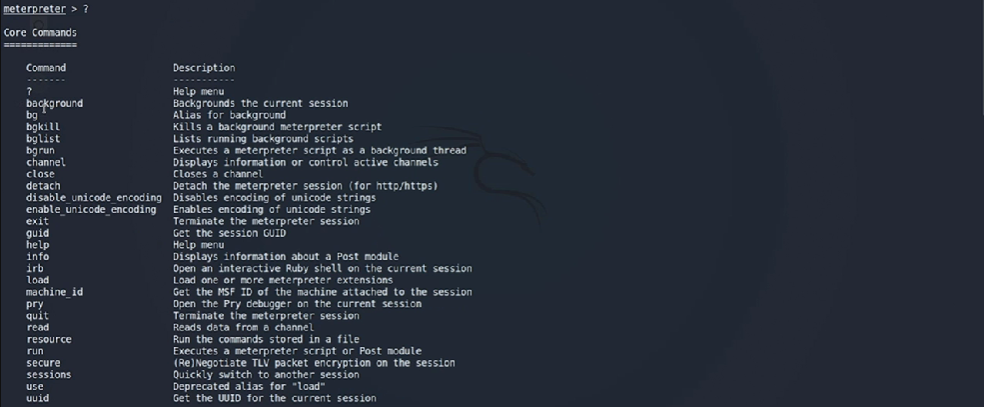 meterpreter > ?
Core Commands
=============
Command Description
------- -----------
? Help menu
background Backgrounds the current session
bg Alias for background
bgkill Kills a background meterpreter script
bglist Lists running background scripts
bgrun Executes a meterpreter script as a background thread
channel Displays information or control active channels
close Closes a channel
detach Detach the meterpreter session (for http/https)
disable_unicode_encoding Disables encoding of unicode strings
enable_unicode_encoding Enables encoding of unicode strings
exit Terminate the meterpreter session
guid Get the session GUID
help Help menu
info Displays information about a Post module
irb Open an interactive Ruby shell on the current session
load Load one or more meterpreter extensions
machine_id Get the MSF ID of the machine attached to the session
pry Open the Pry debugger on the current session
quit Terminate the meterpreter session
read Reads data from a channel
resource Run the commands stored in a file
run Executes a meterpreter script or Post module
secure (Re)Negotiate TLV packet encryption on the session
sessions Quickly switch to another session
use Deprecated alias for "load"
uuid Get the UUID for the current session